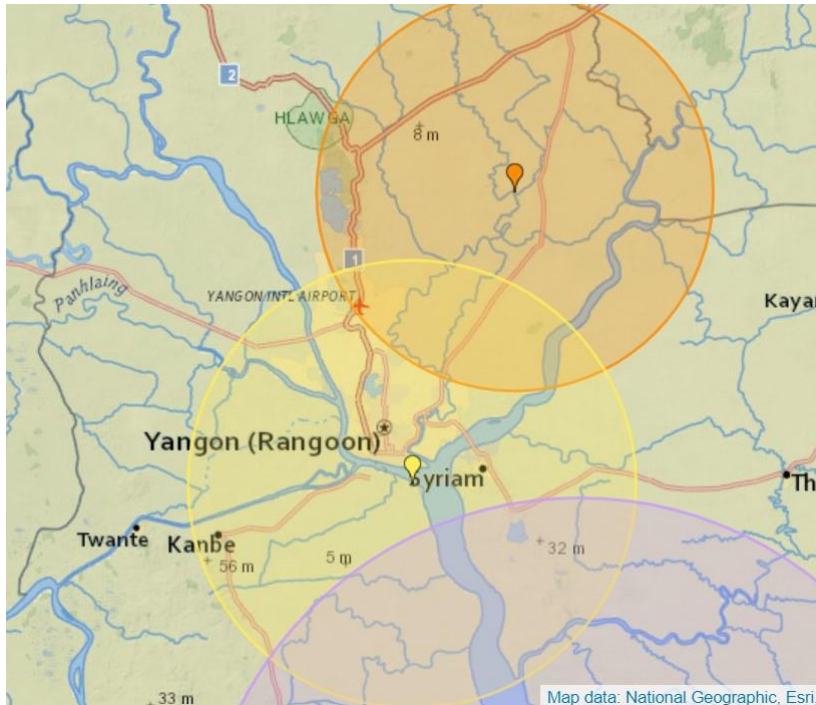 2
HLAWGA
8 m
1
YANGON INTL AIRPORT
Panhlaing
Kayan
Yangon (Rangoon)
Syriam
Th
Twante
Kanbe
56 m
5 m
32 m
33 m
Map data: National Geographic, Esri,